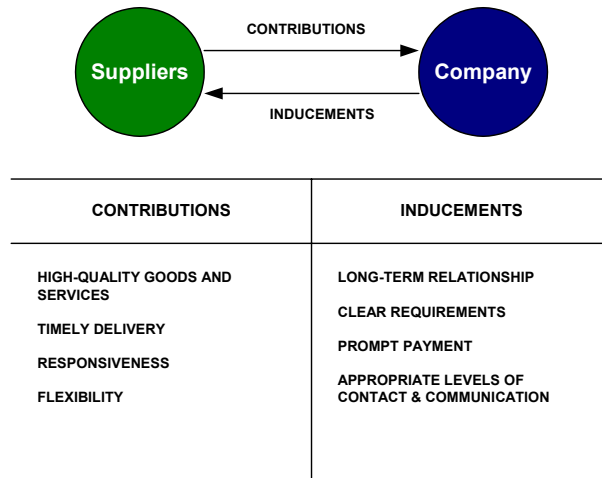 CONTRIBUTIONS
Suppliers
Company
INDUCEMENTS
CONTRIBUTIONS
INDUCEMENTS
HIGH-QUALITY GOODS AND
SERVICES
TIMELY DELIVERY
RESPONSIVENESS
FLEXIBILITY
LONG-TERM RELATIONSHIP
CLEAR REQUIREMENTS
PROMPT PAYMENT
APPROPRIATE LEVELS OF
CONTACT & COMMUNICATION